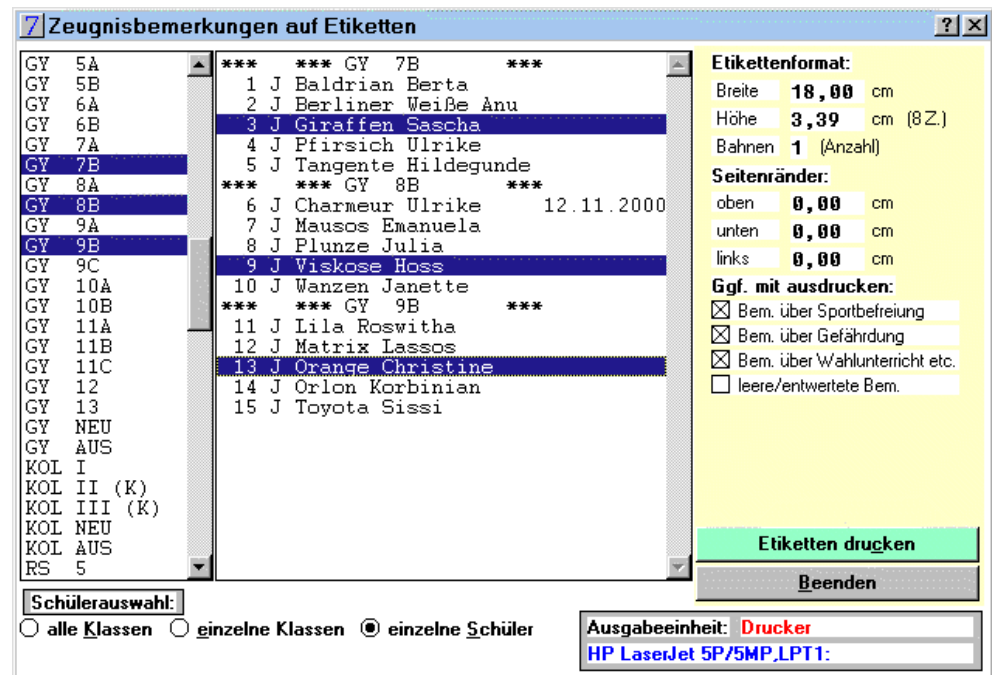 7 Zeugnisbemerkungen auf Etiketten ? ×
GY 5A
GY 5B
GY 6A
GY 6B
GY 7A
GY 7B
GY 8A
GY 8B
GY 9A
GY 9B
GY 9C
GY 10A
GY 10B
GY 11A
GY 11B
GY 11C
GY 12
GY 13
GY NEU
GY AUS
KOL I
KOL II (K)
KOL III (K)
KOL NEU
KOL AUS
RS 5
*** *** GY 7B ***
1 J Baldrian Berta
2 J Berliner Weiße Anu
3 J Giraffen Sascha
4 J Pfirsich Ulrike
5 J Tangente Hildegunde
*** *** GY 8B ***
6 J Charmeur Ulrike 12.11.2000
7 J Mausos Emanuela
8 J Plunze Julia
9 J Viskose Hoss
10 J Wanzen Janette
*** *** GY 9B ***
11 J Lila Roswitha
12 J Matrix Lassos
13 J Orange Christine
14 J Orlon Korbinian
15 J Toyota Sissi
Etikettenformat:
Breite 18,00 cm
Höhe 3,39 cm (8 Z.)
Bahnen 1 (Anzahl)
Seitenränder:
oben 0,00 cm
unten 0,00 cm
links 0,00 cm
Ggf. mit ausdrucken:
Bem. über Sportbefreiung
Bem. über Gefährdung
Bem. über Wahlunterricht etc.
leere/entwertete Bem.
Etiketten drucken
Beenden
Schülerauswahl:
alle Klassen einzelne Klassen einzelne Schüler
Ausgabeeinheit: Drucker
HP LaserJet 5P/5MP,LPT1: